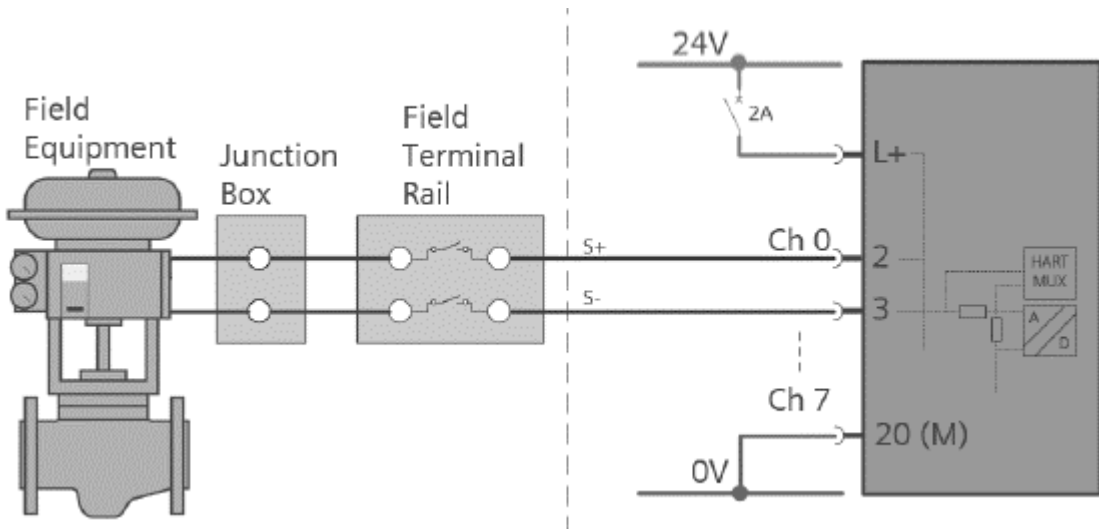 Field
Equipment
Junction
Box
Field
Terminal
Rail
24V
2A
L+
S+
Ch 0
2
HART
MUX
S-
3
A
D
Ch 7
20 (M)
0V